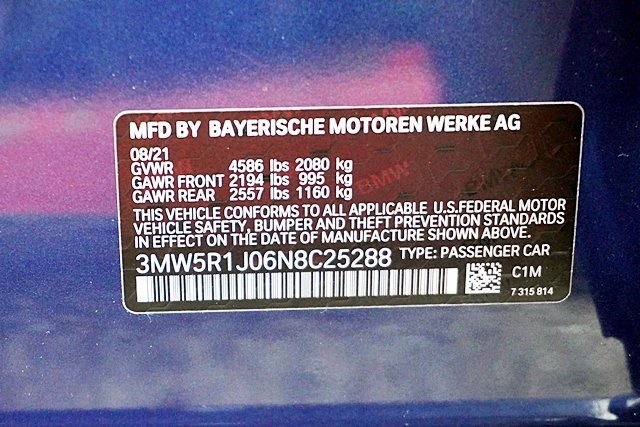 MFD BY BAYERISCHE MOTOREN WERKE AG
08/21
GVWR 4586 lbs 2080 kg
GAWR FRONT 2194 lbs 995 kg
GAWR REAR 2557 lbs 1160 kg
THIS VEHICLE CONFORMS TO ALL APPLICABLE U.S.FEDERAL MOTOR
VEHICLE SAFETY, BUMPER AND THEFT PREVENTION STANDARDS
IN EFFECT ON THE DATE OF MANUFACTURE SHOWN ABOVE.
3MW5R1J06N8C25288 TYPE: PASSENGER CAR
C1M
7 315 814
BMW